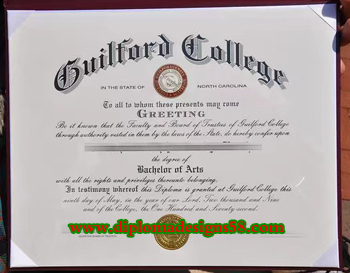 Guilford College
IN THE STATE OF NORTH CAROLINA
To all to whom these presents may come
GREETING
Be it known that the Faculty and Board of Trustees of Guilford College
through authority vested in them by the laws of the State, do hereby confer upon
the degree of
Bachelor of Arts
with all the rights and privileges thereunto belonging.
In testimony whereof this Diploma is granted at Guilford College this
ninth day of May, in the year of our Lord, Two thousand and Nine
and of the College, the One Hundred and Seventy second.
www.diplomadesigns58.com